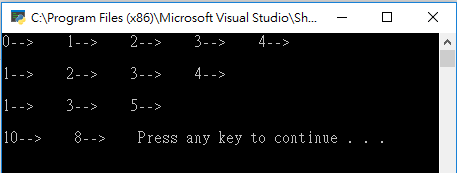 C:\Program Files (x86)\Microsoft Visual Studio\Sh...
0--> 1--> 2--> 3--> 4-->
1--> 2--> 3--> 4-->
1--> 3--> 5-->
10--> 8--> Press any key to continue . . .